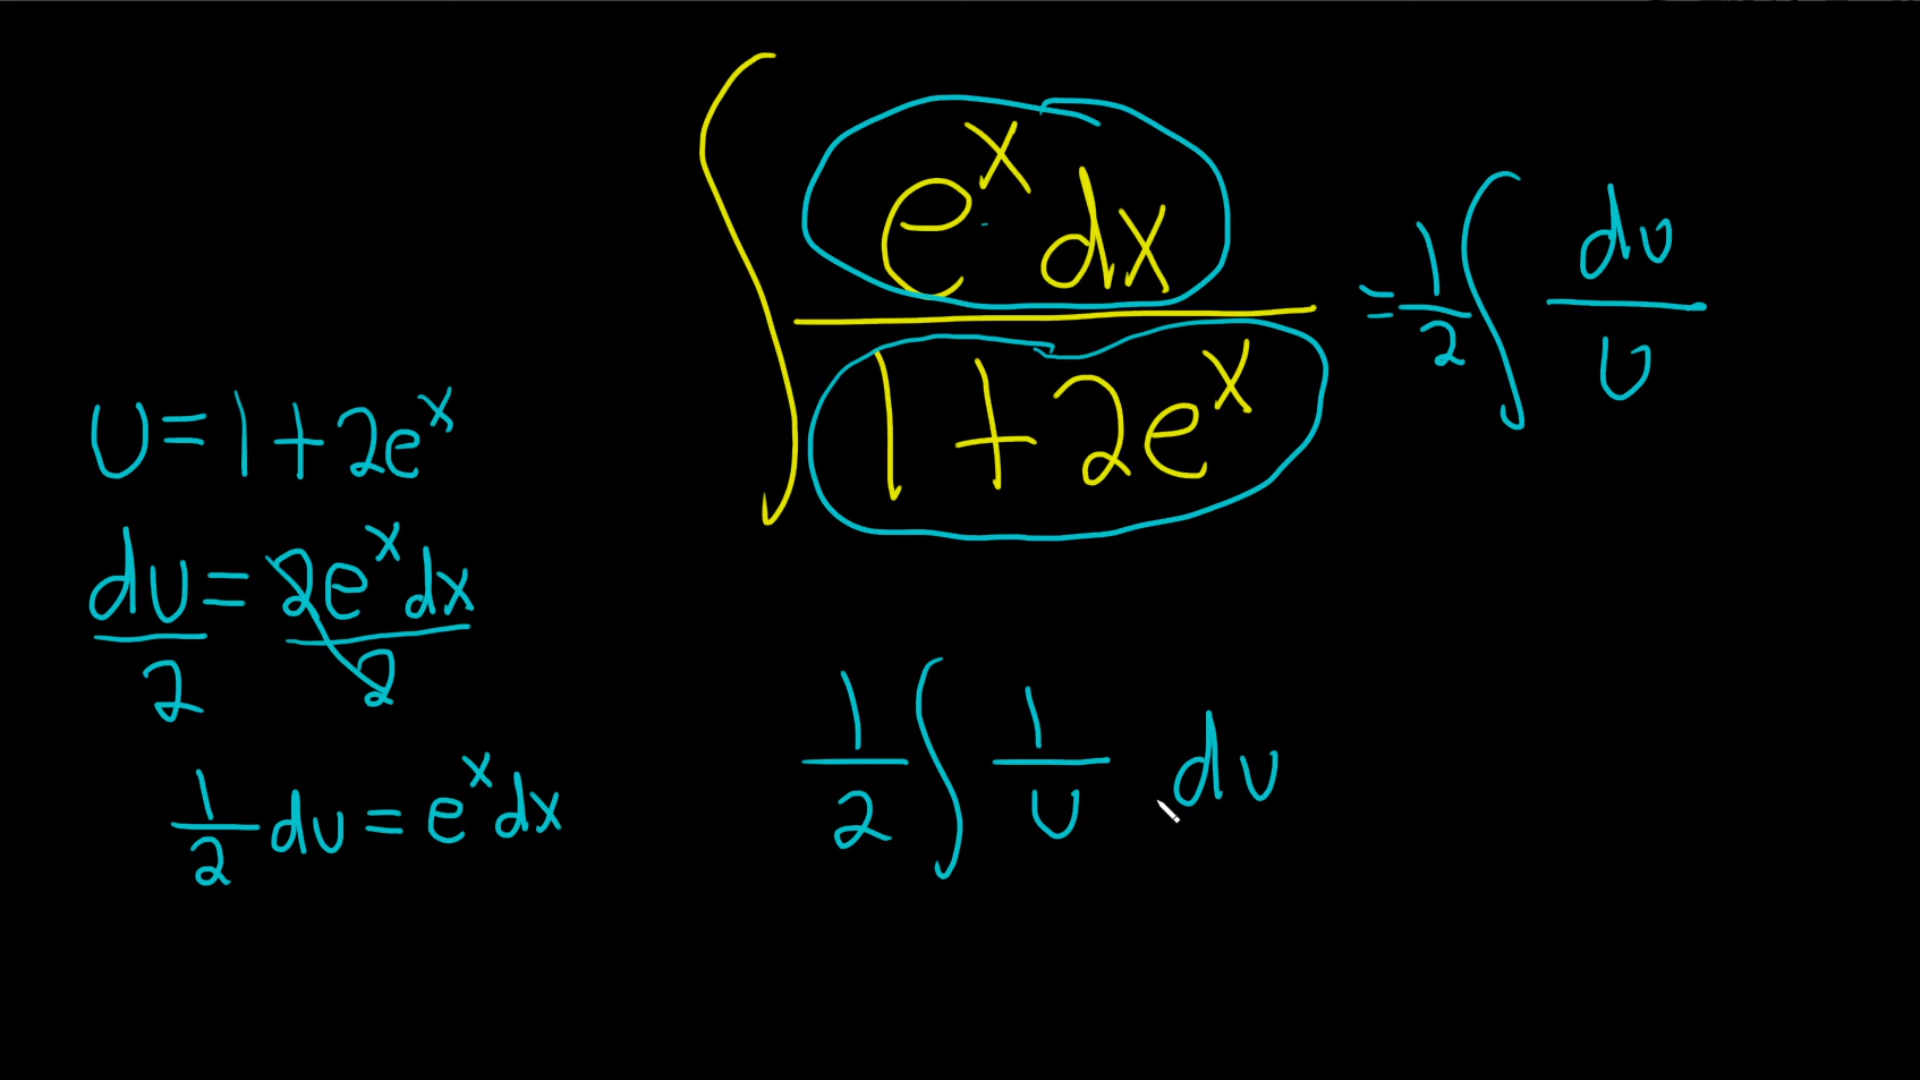 ∫ e^x dx / (1 + 2e^x) = 1/2 ∫ du / u
u = 1 + 2e^x
du / 2 = 2e^x dx / 2
1/2 du = e^x dx
1/2 ∫ 1/u du